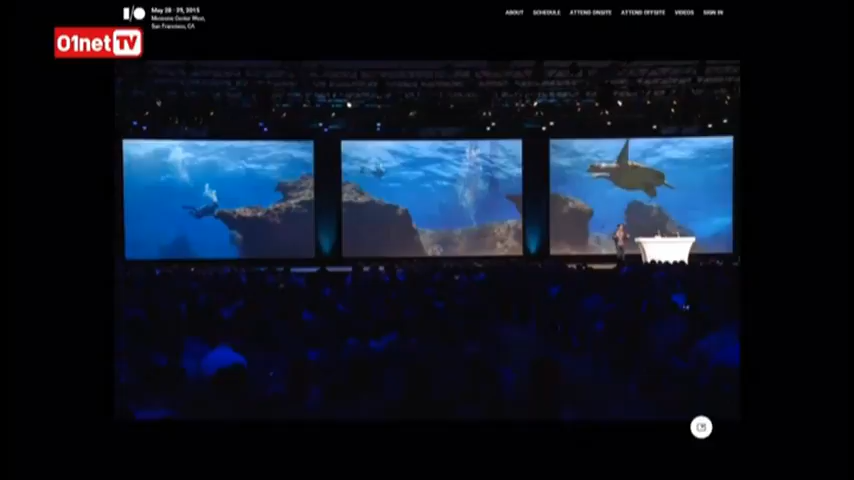 I/O
May 28 - 29, 2015
Moscone Center West,
San Francisco, CA
ABOUT SCHEDULE ATTEND ONSITE ATTEND OFFSITE VIDEOS SIGN IN
01net TV